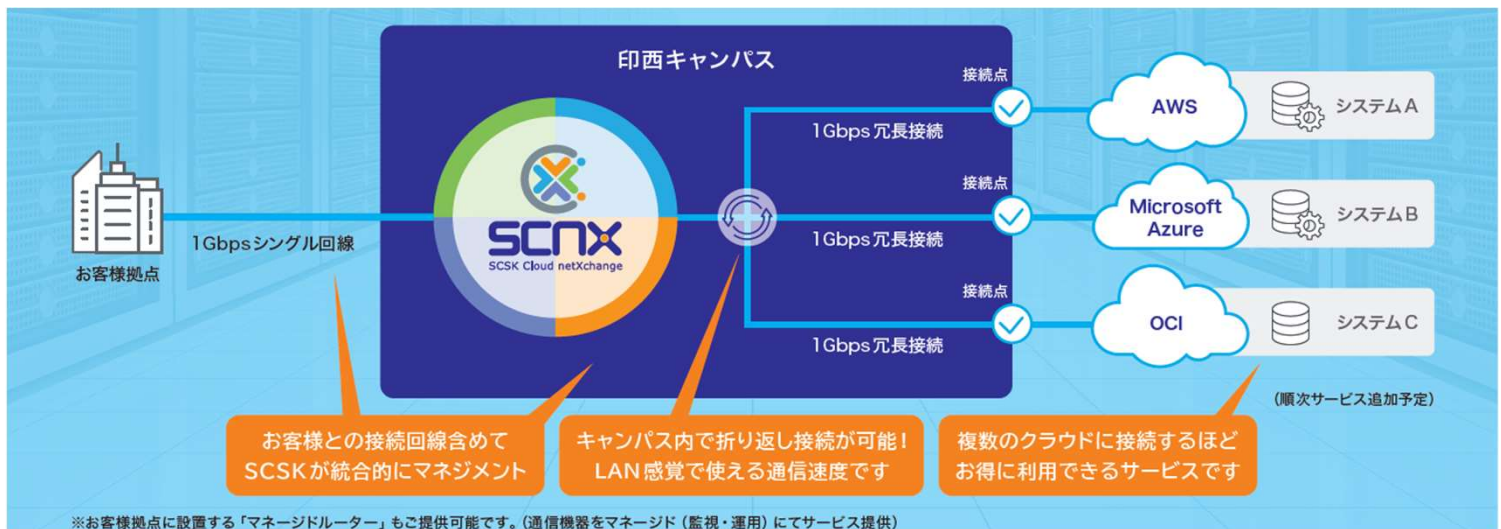 印西キャンパス
接続点
AWS
システムA
1Gbps冗長接続
接続点
Microsoft
Azure
システムB
1Gbpsシングル回線
SCNX
SCSK Cloud netXchange
1Gbps冗長接続
お客様拠点
接続点
OCI
システムC
1Gbps冗長接続
(順次サービス追加予定)
お客様との接続回線含めて
SCSKが統合的にマネジメント
キャンパス内で折り返し接続が可能!
LAN感覚で使える通信速度です
複数のクラウドに接続するほど
お得に利用できるサービスです
※お客様拠点に設置する「マネージドルーター」もご提供可能です。(通信機器をマネージド(監視・運用)にてサービス提供)